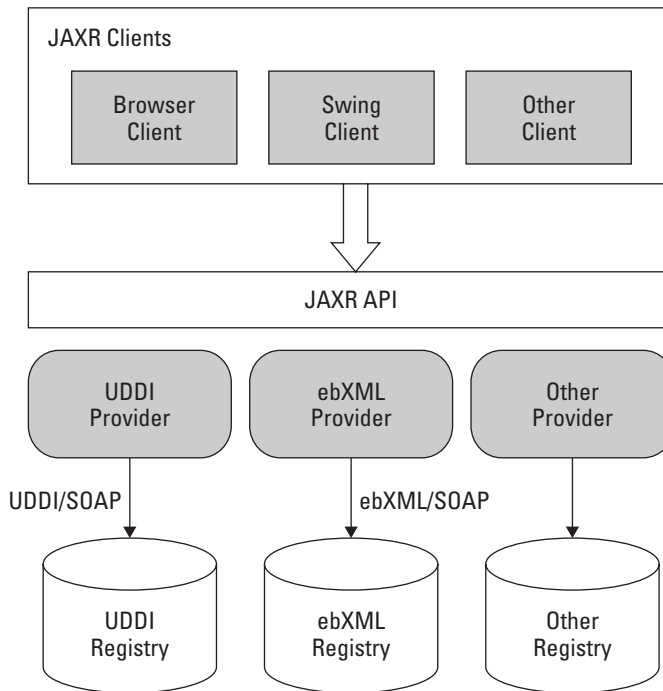 JAXR Clients
Browser
Client
Swing
Client
Other
Client
JAXR API
UDDI
Provider
ebXML
Provider
Other
Provider
UDDI/SOAP
ebXML/SOAP
UDDI
Registry
ebXML
Registry
Other
Registry